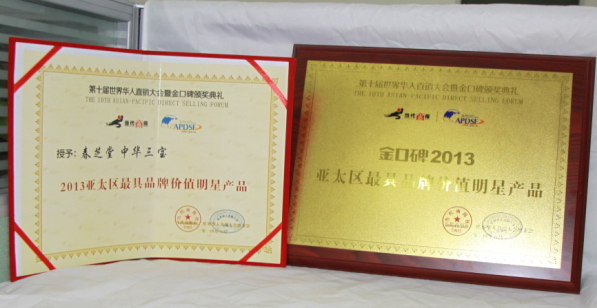 第十届世界华人直销大会暨金口碑颁奖典礼
THE 10TH ASIAN-PACIFIC DIRECT SELLING FORUM
APDSF
授予：春芝堂中华三宝
2013亚太区最具品牌价值明星产品
第十届世界华人直销大会暨金口碑颁奖典礼
THE 10TH ASIAN-PACIFIC DIRECT SELLING FORUM
APDSF
金口碑2013
亚太区最具品牌价值明星产品